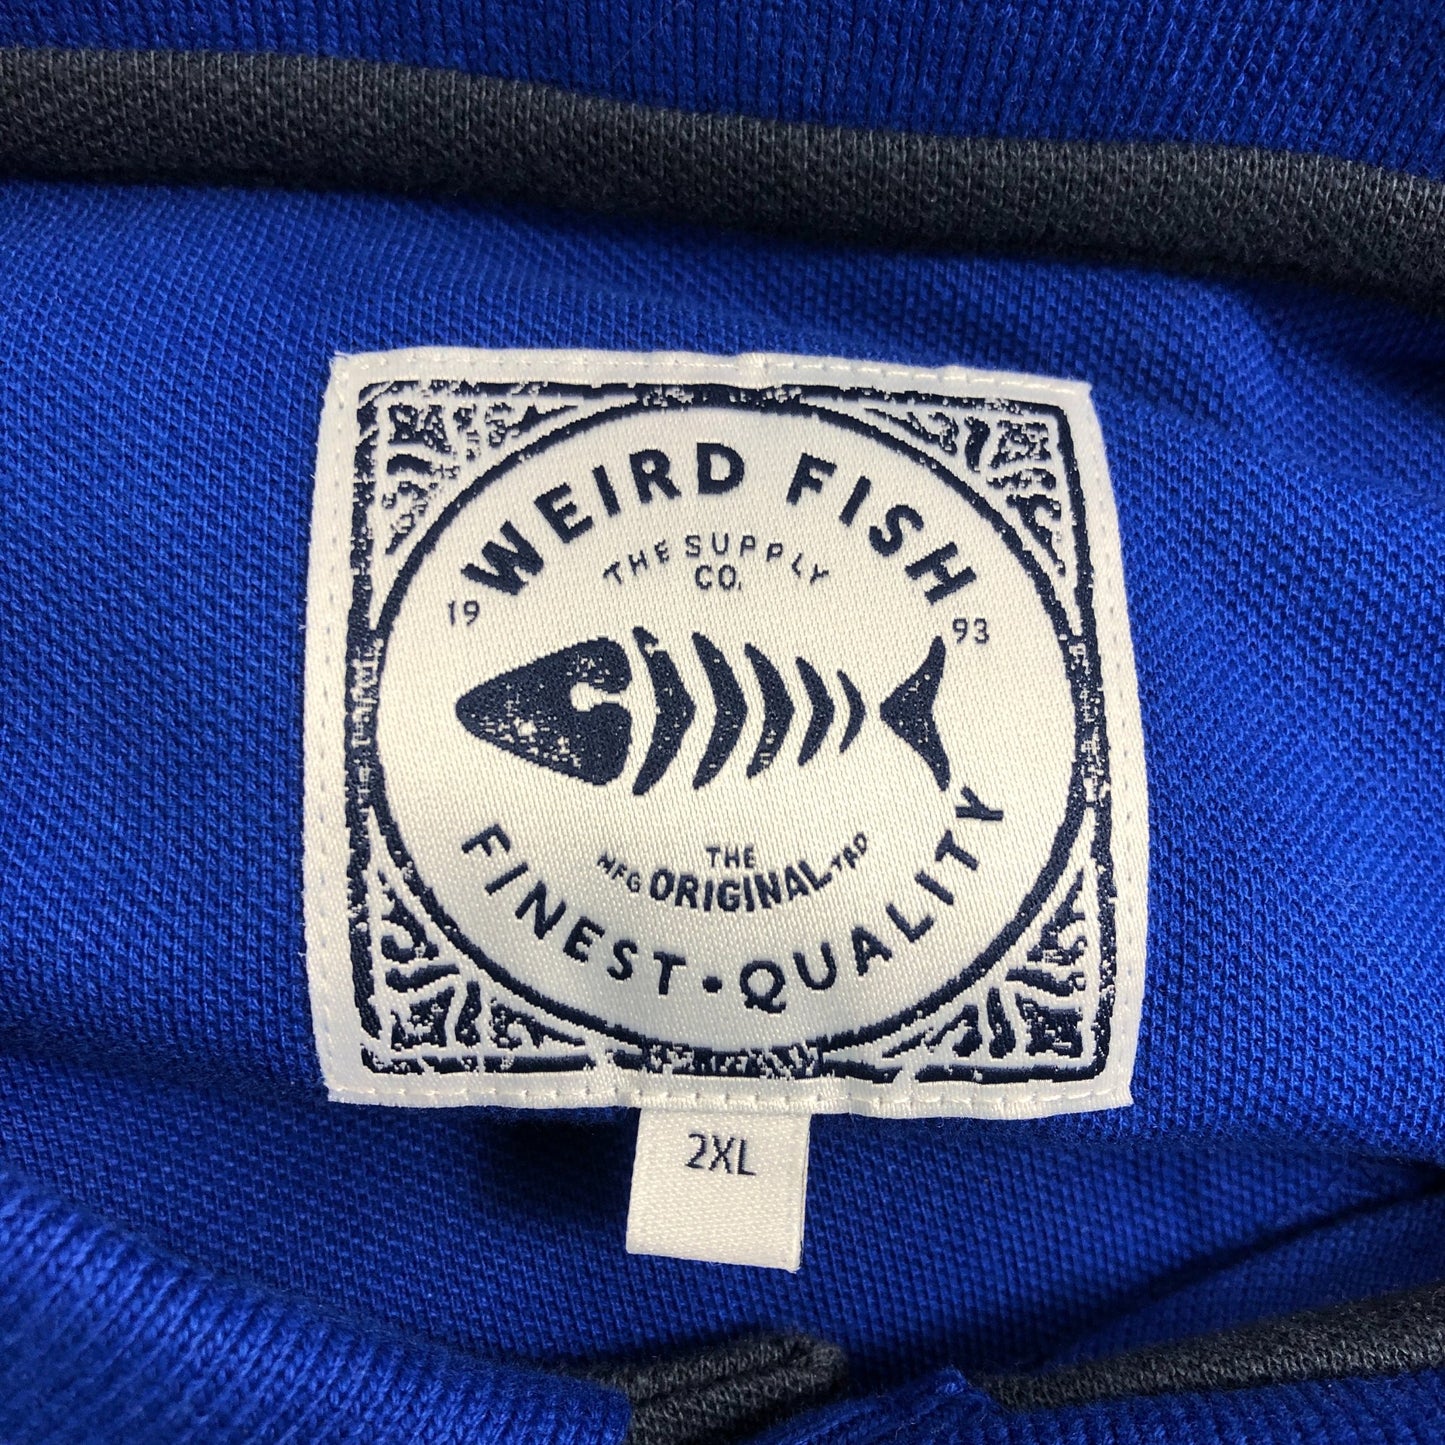 WEIRD FISH
THE SUPPLY
CO.
19 93
THE
MFG ORIGINAL TRD
FINEST · QUALITY
2XL